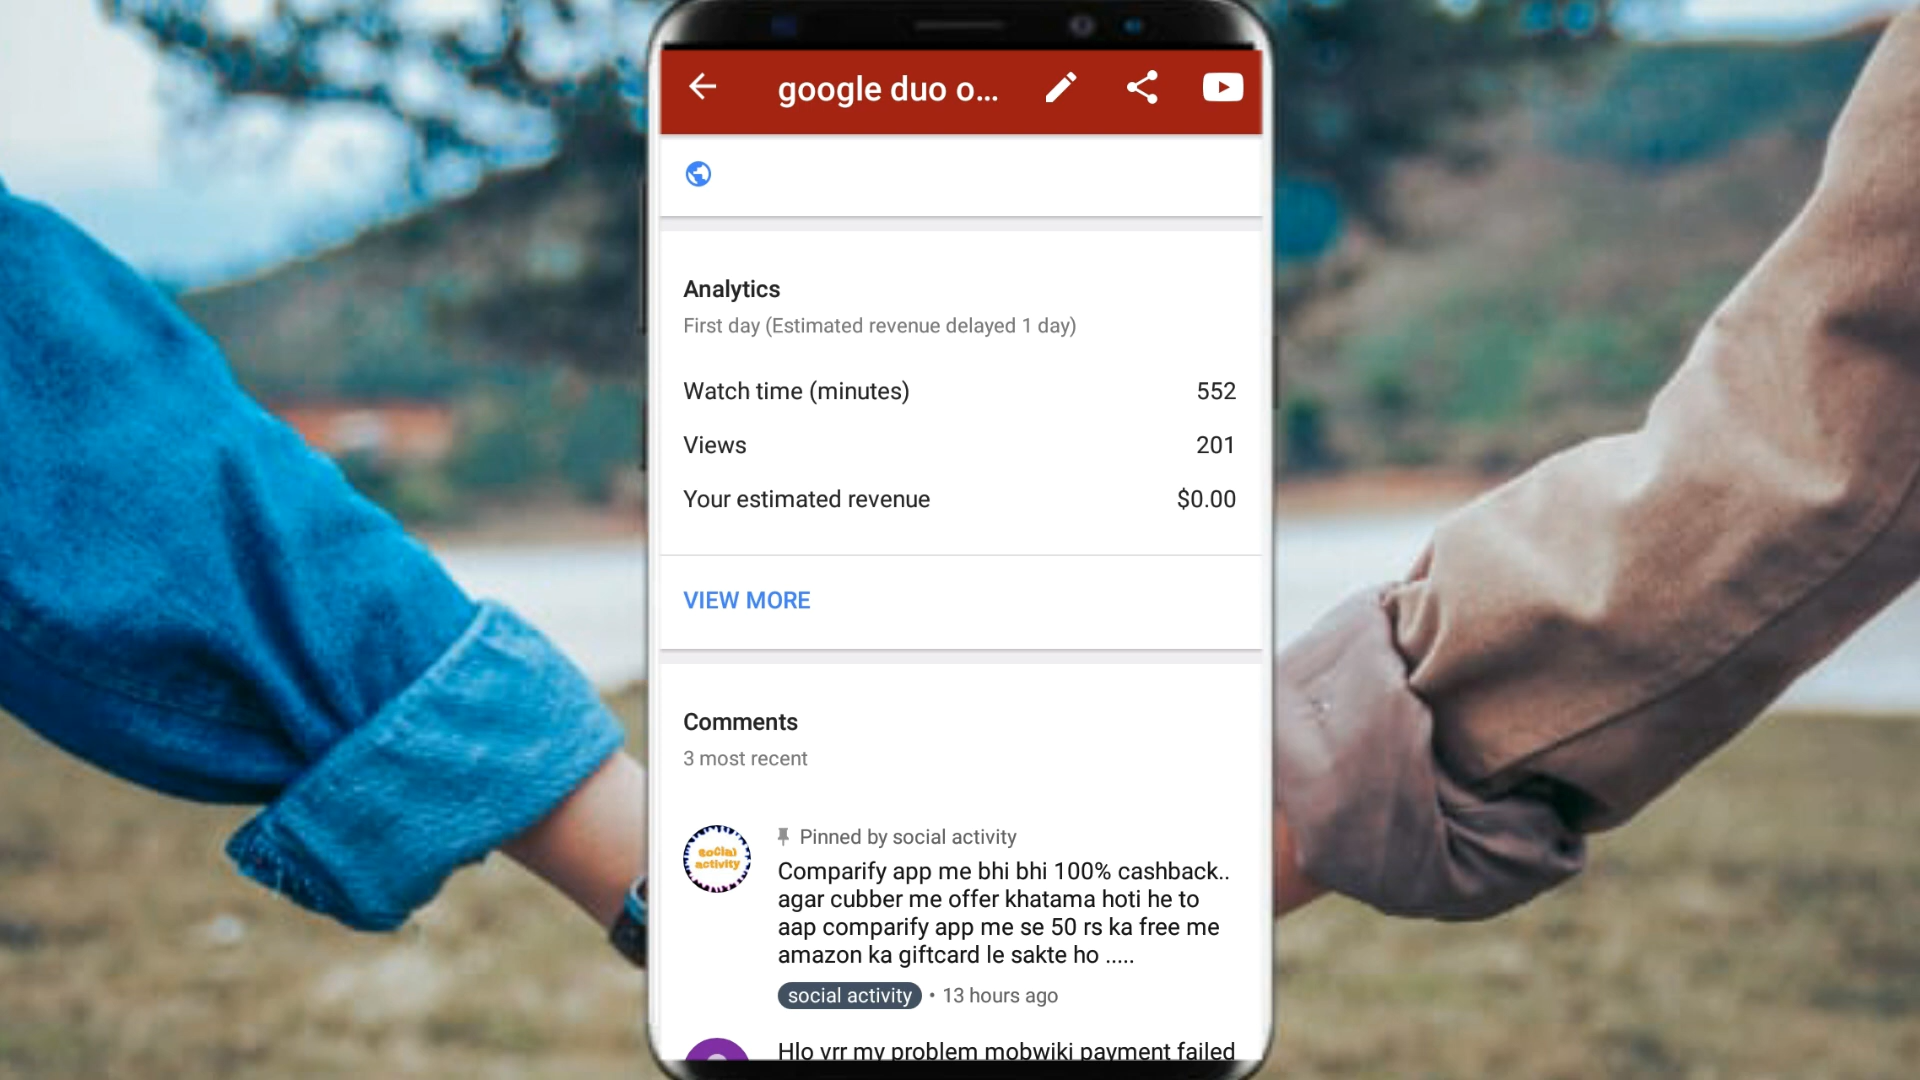 google duo o...
Analytics
First day (Estimated revenue delayed 1 day)
Watch time (minutes) 552
Views 201
Your estimated revenue $0.00
VIEW MORE
Comments
3 most recent
social
activity
Pinned by social activity
Comparify app me bhi bhi 100% cashback..
agar cubber me offer khatama hoti he to
aap comparify app me se 50 rs ka free me
amazon ka giftcard le sakte ho .....
social activity • 13 hours ago
Hlo yrr my problem mobwiki payment failed